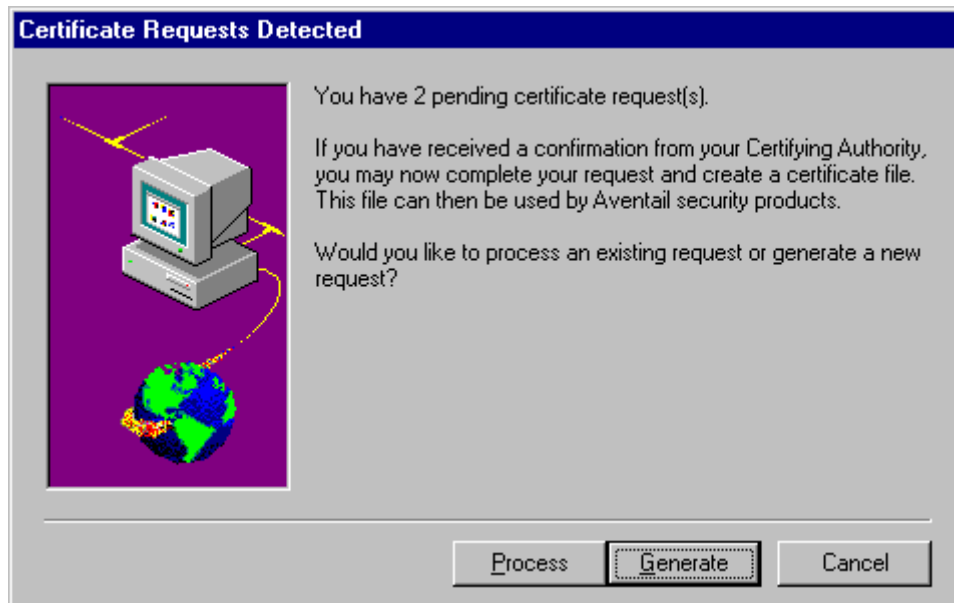 Certificate Requests Detected
You have 2 pending certificate request(s).
If you have received a confirmation from your Certifying Authority,
you may now complete your request and create a certificate file.
This file can then be used by Aventail security products.
Would you like to process an existing request or generate a new
request?
Process Generate Cancel